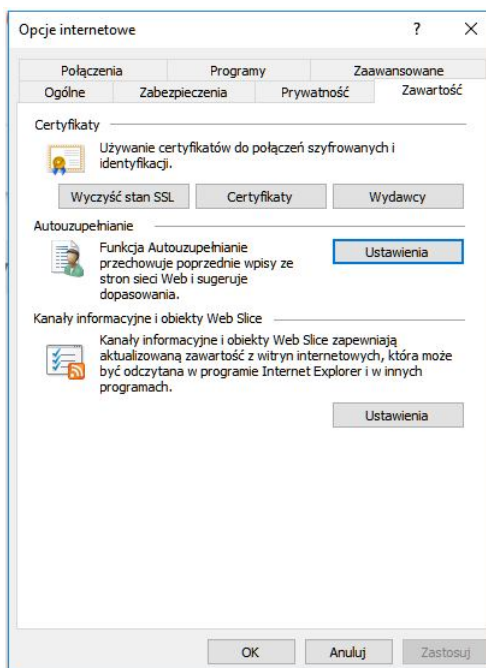 Opcje internetowe
?
Połączenia Programy Zaawansowane
Ogólne Zabezpieczenia Prywatność Zawartość
Certyfikaty
Używanie certyfikatów do połączeń szyfrowanych i
identyfikacji.
Wyczyść stan SSL Certyfikaty Wydawcy
Autouzupełnianie
Funkcja Autouzupełnianie
przechowuje poprzednie wpisy ze
stron sieci Web i sugeruje
dopasowania.
Ustawienia
Kanały informacyjne i obiekty Web Slice
Kanały informacyjne i obiekty Web Slice zapewniają
aktualizowaną zawartość z witryn internetowych, która może
być odczytana w programie Internet Explorer i w innych
programach.
Ustawienia
OK Anuluj Zastosuj